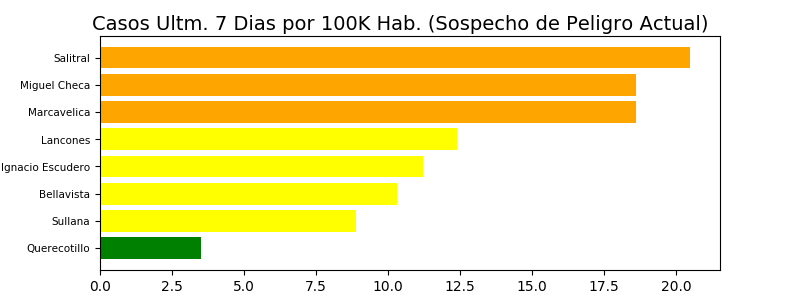 Casos Ultm. 7 Dias por 100K Hab. (Sospecho de Peligro Actual)
Salitral
Miguel Checa
Marcavelica
Lancones
Ignacio Escudero
Bellavista
Sullana
Querecotillo
0.0 2.5 5.0 7.5 10.0 12.5 15.0 17.5 20.0